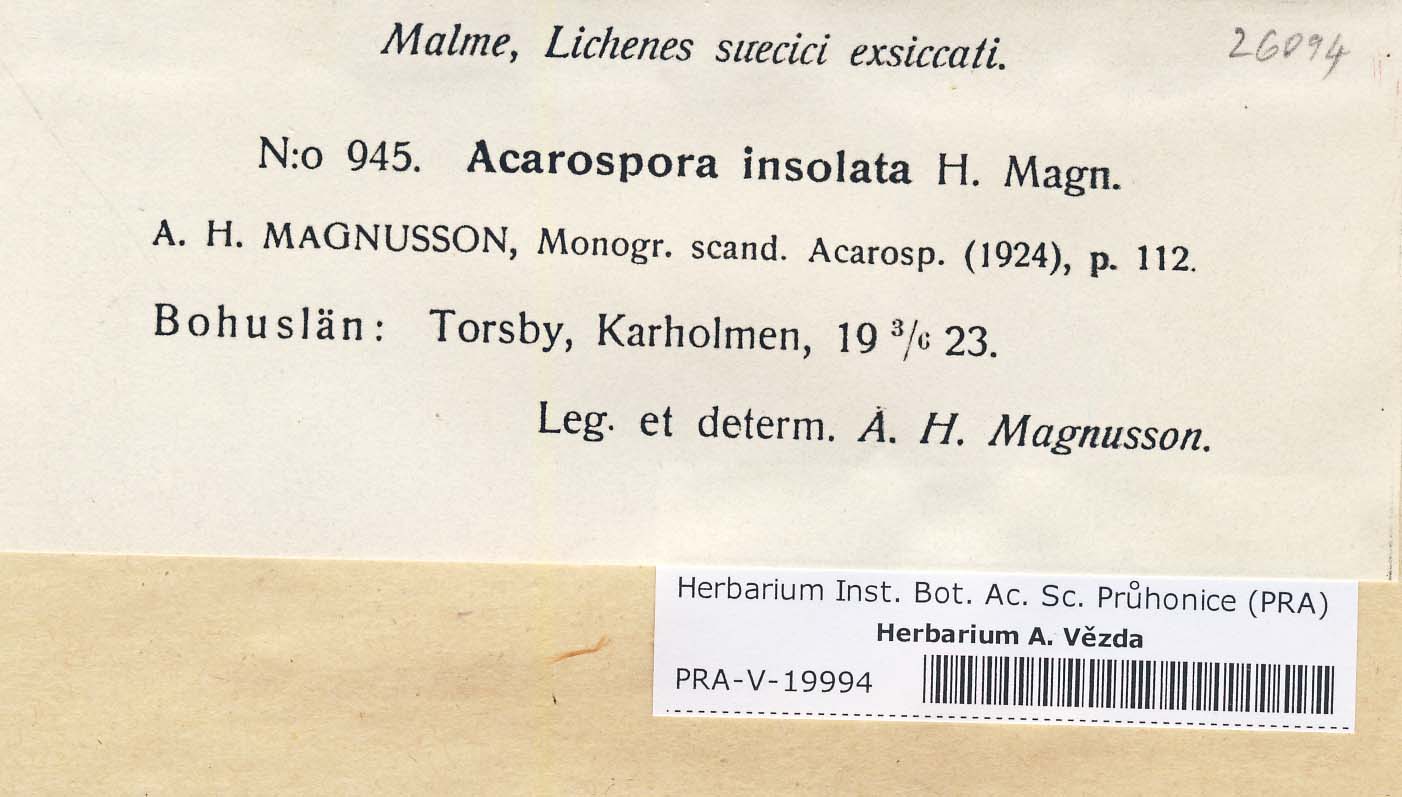 Malme, Lichenes suecici exsiccati.
26094
N:o 945. Acarospora insolata H. Magn.
A. H. MAGNUSSON, Monogr. scand. Acarosp. (1924), p. 112.
Bohuslän: Torsby, Karholmen, 19 3/6 23.
Leg. et determ. A. H. Magnusson.
Herbarium Inst. Bot. Ac. Sc. Průhonice (PRA)
Herbarium A. Vězda
PRA-V-19994